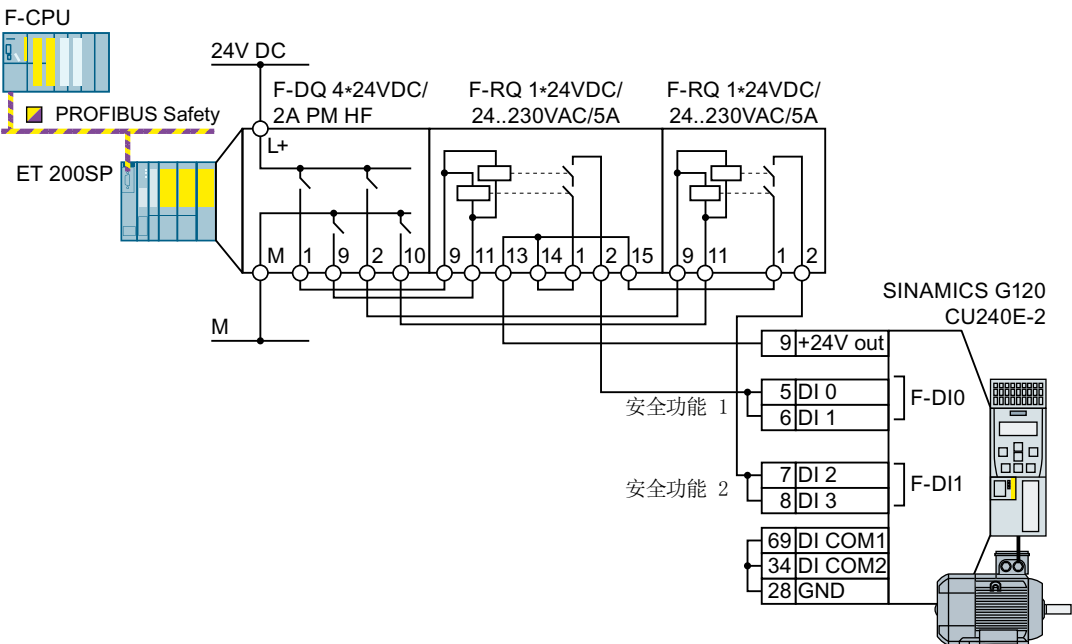 F-CPU
24V DC
PROFIBUS Safety
F-DQ 4*24VDC/
2A PM HF
F-RQ 1*24VDC/
24..230VAC/5A
F-RQ 1*24VDC/
24..230VAC/5A
ET 200SP
L+
M 1 9 2 10 9 11 13 14 1 2 15 9 11 1 2
M
SINAMICS G120
CU240E-2
9 +24V out
安全功能 1
5 DI 0
6 DI 1
F-DI0
安全功能 2
7 DI 2
8 DI 3
F-DI1
69 DI COM1
34 DI COM2
28 GND